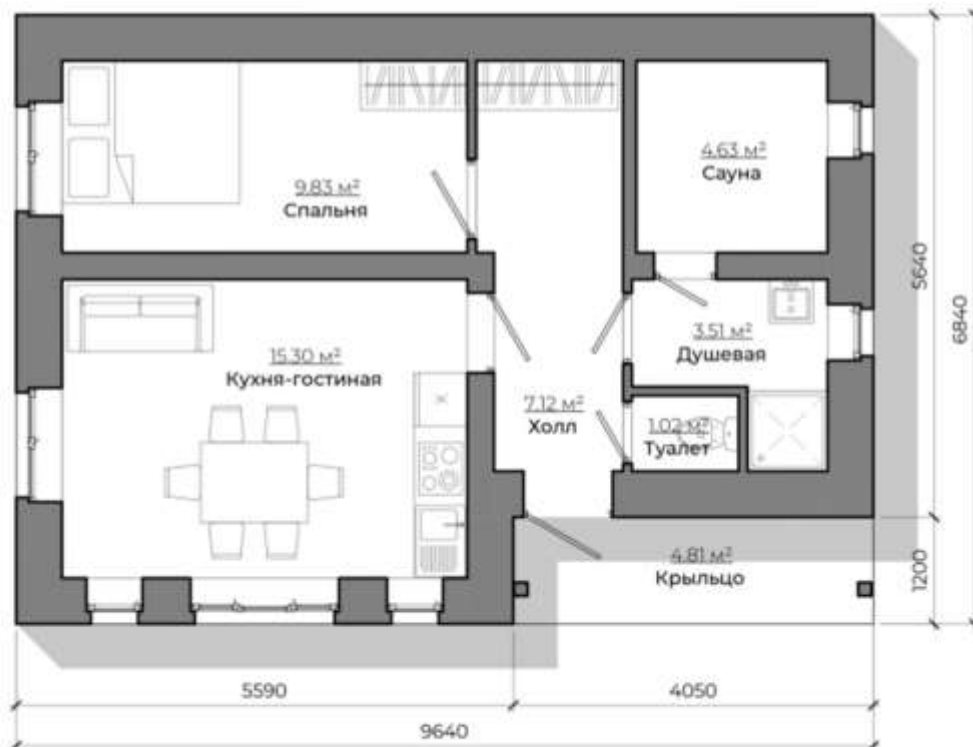 9.83 м²
Спальня
4.63 м²
Сауна
15.30 м²
Кухня-гостиная
7.12 м²
Холл
3.51 м²
Душевая
1.02 м²
Туалет
4.81 м²
Крыльцо
5640
6840
1200
5590
4050
9640